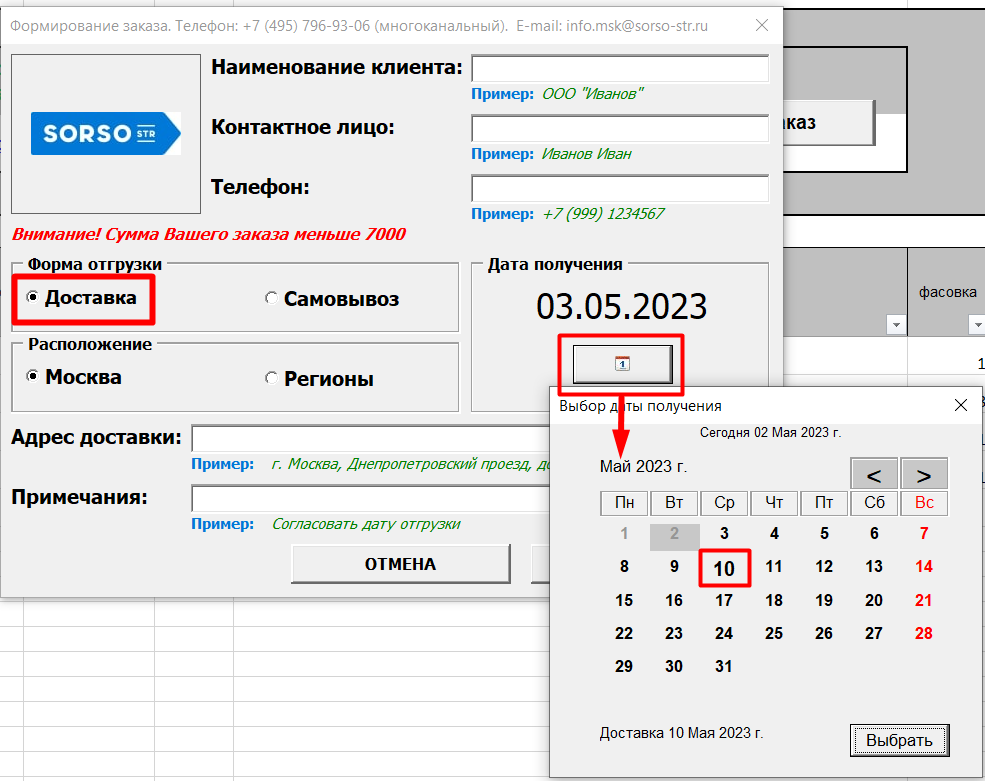 Формирование заказа. Телефон: +7 (495) 796-93-06 (многоканальный). E-mail: info.msk@sorso-str.ru
SORSO STR
Наименование клиента:
Пример: ООО "Иванов"
Контактное лицо:
Пример: Иванов Иван
Телефон:
Пример: +7 (999) 1234567
Внимание! Сумма Вашего заказа меньше 7000
Форма отгрузки
Доставка
Самовывоз
Расположение
Москва
Регионы
Дата получения
03.05.2023
1
Адрес доставки:
Пример: г. Москва, Днепропетровский проезд,
Примечания:
Пример: Согласовать дату отгрузки
ОТМЕНА
фасовка
Выбор даты получения
Сегодня 02 Мая 2023 г.
Май 2023 г.
< >
Пн Вт Ср Чт Пт Сб Вс
1 2 3 4 5 6 7
8 9 10 11 12 13 14
15 16 17 18 19 20 21
22 23 24 25 26 27 28
29 30 31
Доставка 10 Мая 2023 г.
Выбрать